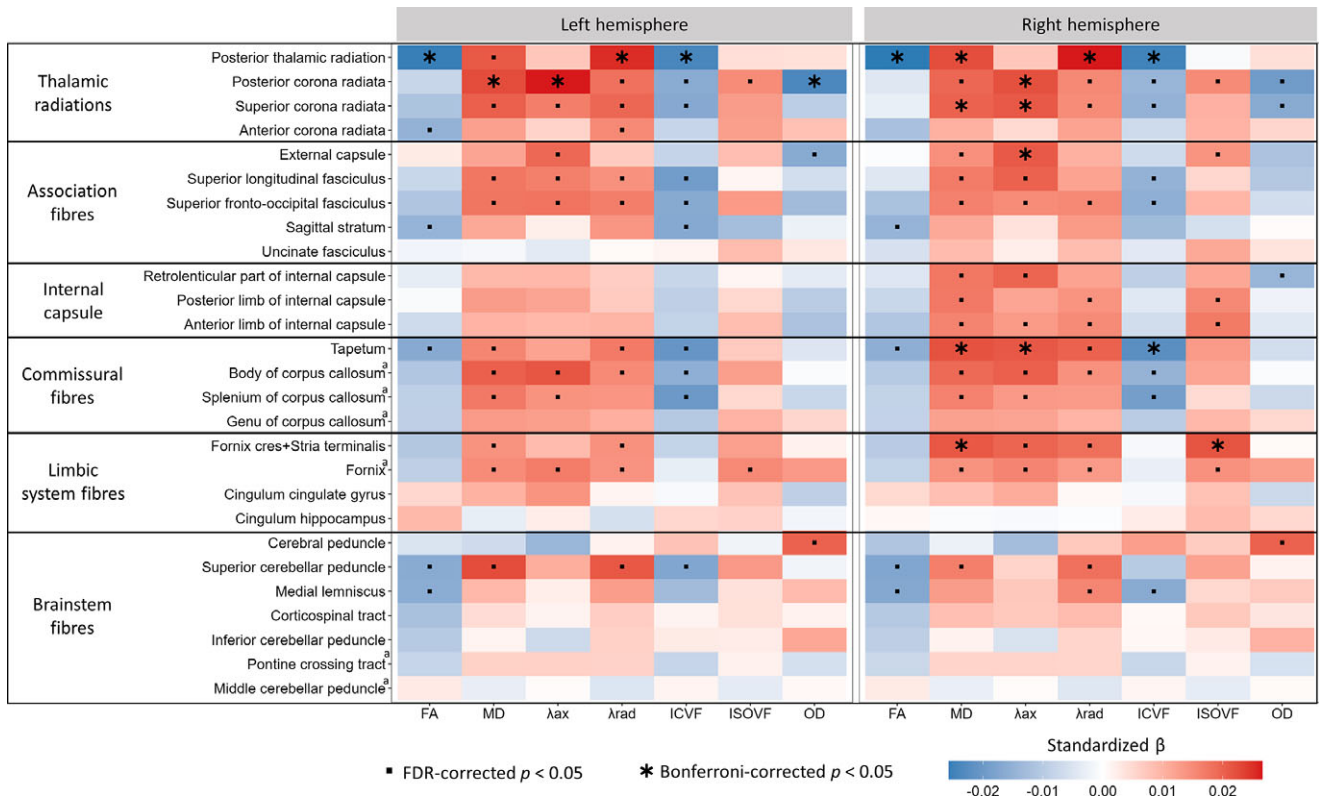 Left hemisphere
Right hemisphere
Thalamic
radiations
Posterior thalamic radiation
Posterior corona radiata
Superior corona radiata
Anterior corona radiata
Association
fibres
External capsule
Superior longitudinal fasciculus
Superior fronto-occipital fasciculus
Sagittal stratum
Uncinate fasciculus
Internal
capsule
Retrolenticular part of internal capsule
Posterior limb of internal capsule
Anterior limb of internal capsule
Commissural
fibres
Tapetum
Body of corpus callosum a
Splenium of corpus callosum a
Genu of corpus callosum a
Limbic
system fibres
Fornix cres+Stria terminalis
Fornix a
Cingulum cingulate gyrus
Cingulum hippocampus
Brainstem
fibres
Cerebral peduncle
Superior cerebellar peduncle
Medial lemniscus
Corticospinal tract
Inferior cerebellar peduncle
Pontine crossing tract a
Middle cerebellar peduncle a
FA MD λax λrad ICVF ISOVF OD
FA MD λax λrad ICVF ISOVF OD
▪ FDR-corrected p < 0.05
* Bonferroni-corrected p < 0.05
Standardized β
-0.02 -0.01 0.00 0.01 0.02